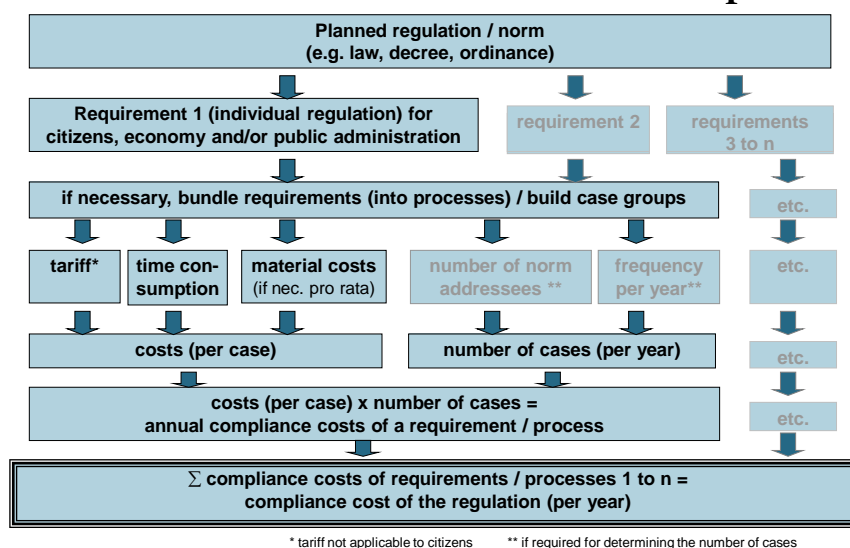 Planned regulation / norm
(e.g. law, decree, ordinance)
Requirement 1 (individual regulation) for
citizens, economy and/or public administration
requirement 2
requirements
3 to n
if necessary, bundle requirements (into processes) / build case groups
etc.
tariff*
time con-
sumption
material costs
(if nec. pro rata)
number of norm
addressees **
frequency
per year**
etc.
costs (per case)
number of cases (per year)
etc.
costs (per case) x number of cases =
annual compliance costs of a requirement / process
etc.
∑ compliance costs of requirements / processes 1 to n =
compliance cost of the regulation (per year)
* tariff not applicable to citizens ** if required for determining the number of cases